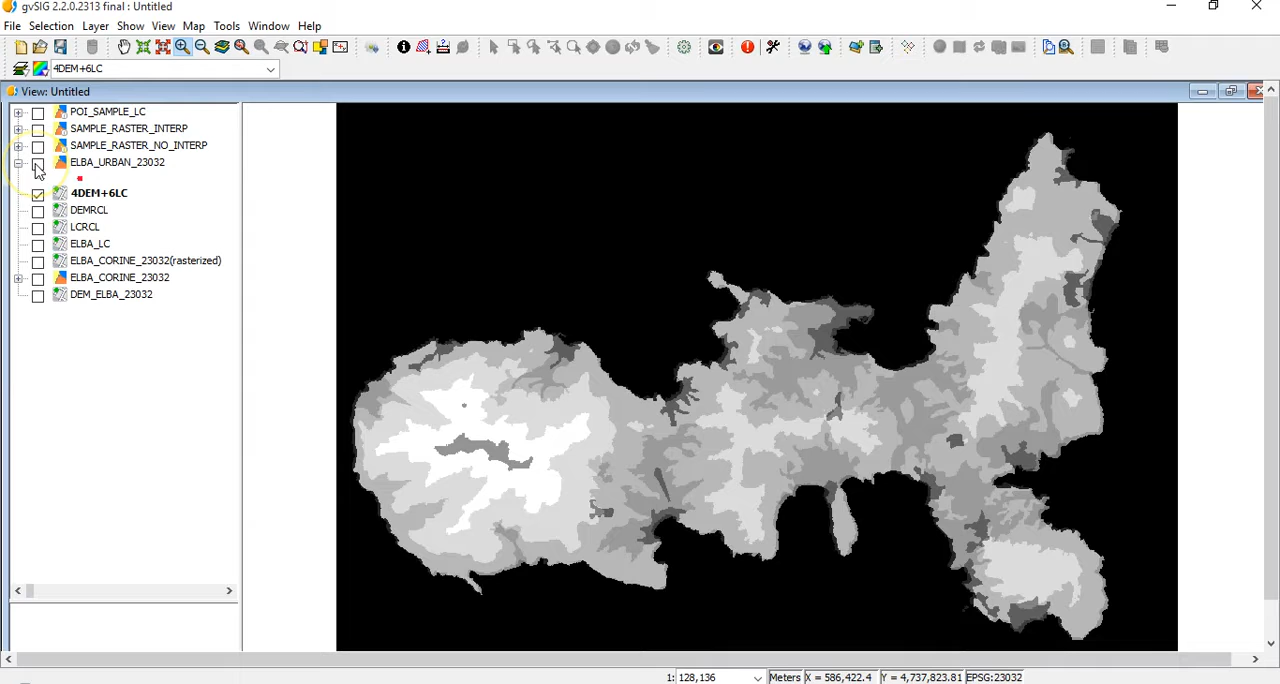 gvSIG 2.2.0.2313 final : Untitled
File Selection Layer Show View Map Tools Window Help
4DEM+6LC
View: Untitled
POI_SAMPLE_LC
SAMPLE_RASTER_INTERP
SAMPLE_RASTER_NO_INTERP
ELBA_URBAN_23032
4DEM+6LC
DEMRCL
LCRCL
ELBA_LC
ELBA_CORINE_23032(rasterized)
ELBA_CORINE_23032
DEM_ELBA_23032
1: 128,136 Meters X = 586,422.4 Y = 4,737,823.81 EPSG:23032